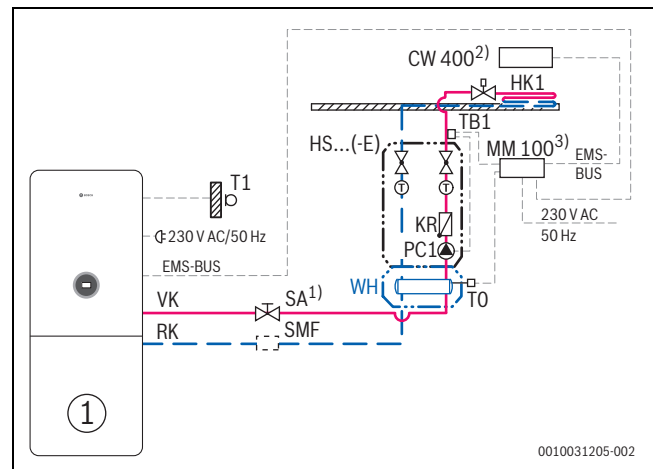 CW 400²⁾
HK1
TB1
HS...(-E)
MM 100³⁾
EMS-
BUS
T1
230 V AC/50 Hz
KR
230 V AC
50 Hz
PC1
EMS-BUS
WH
T0
VK
SA¹⁾
RK
SMF
T
T
1
0010031205-002